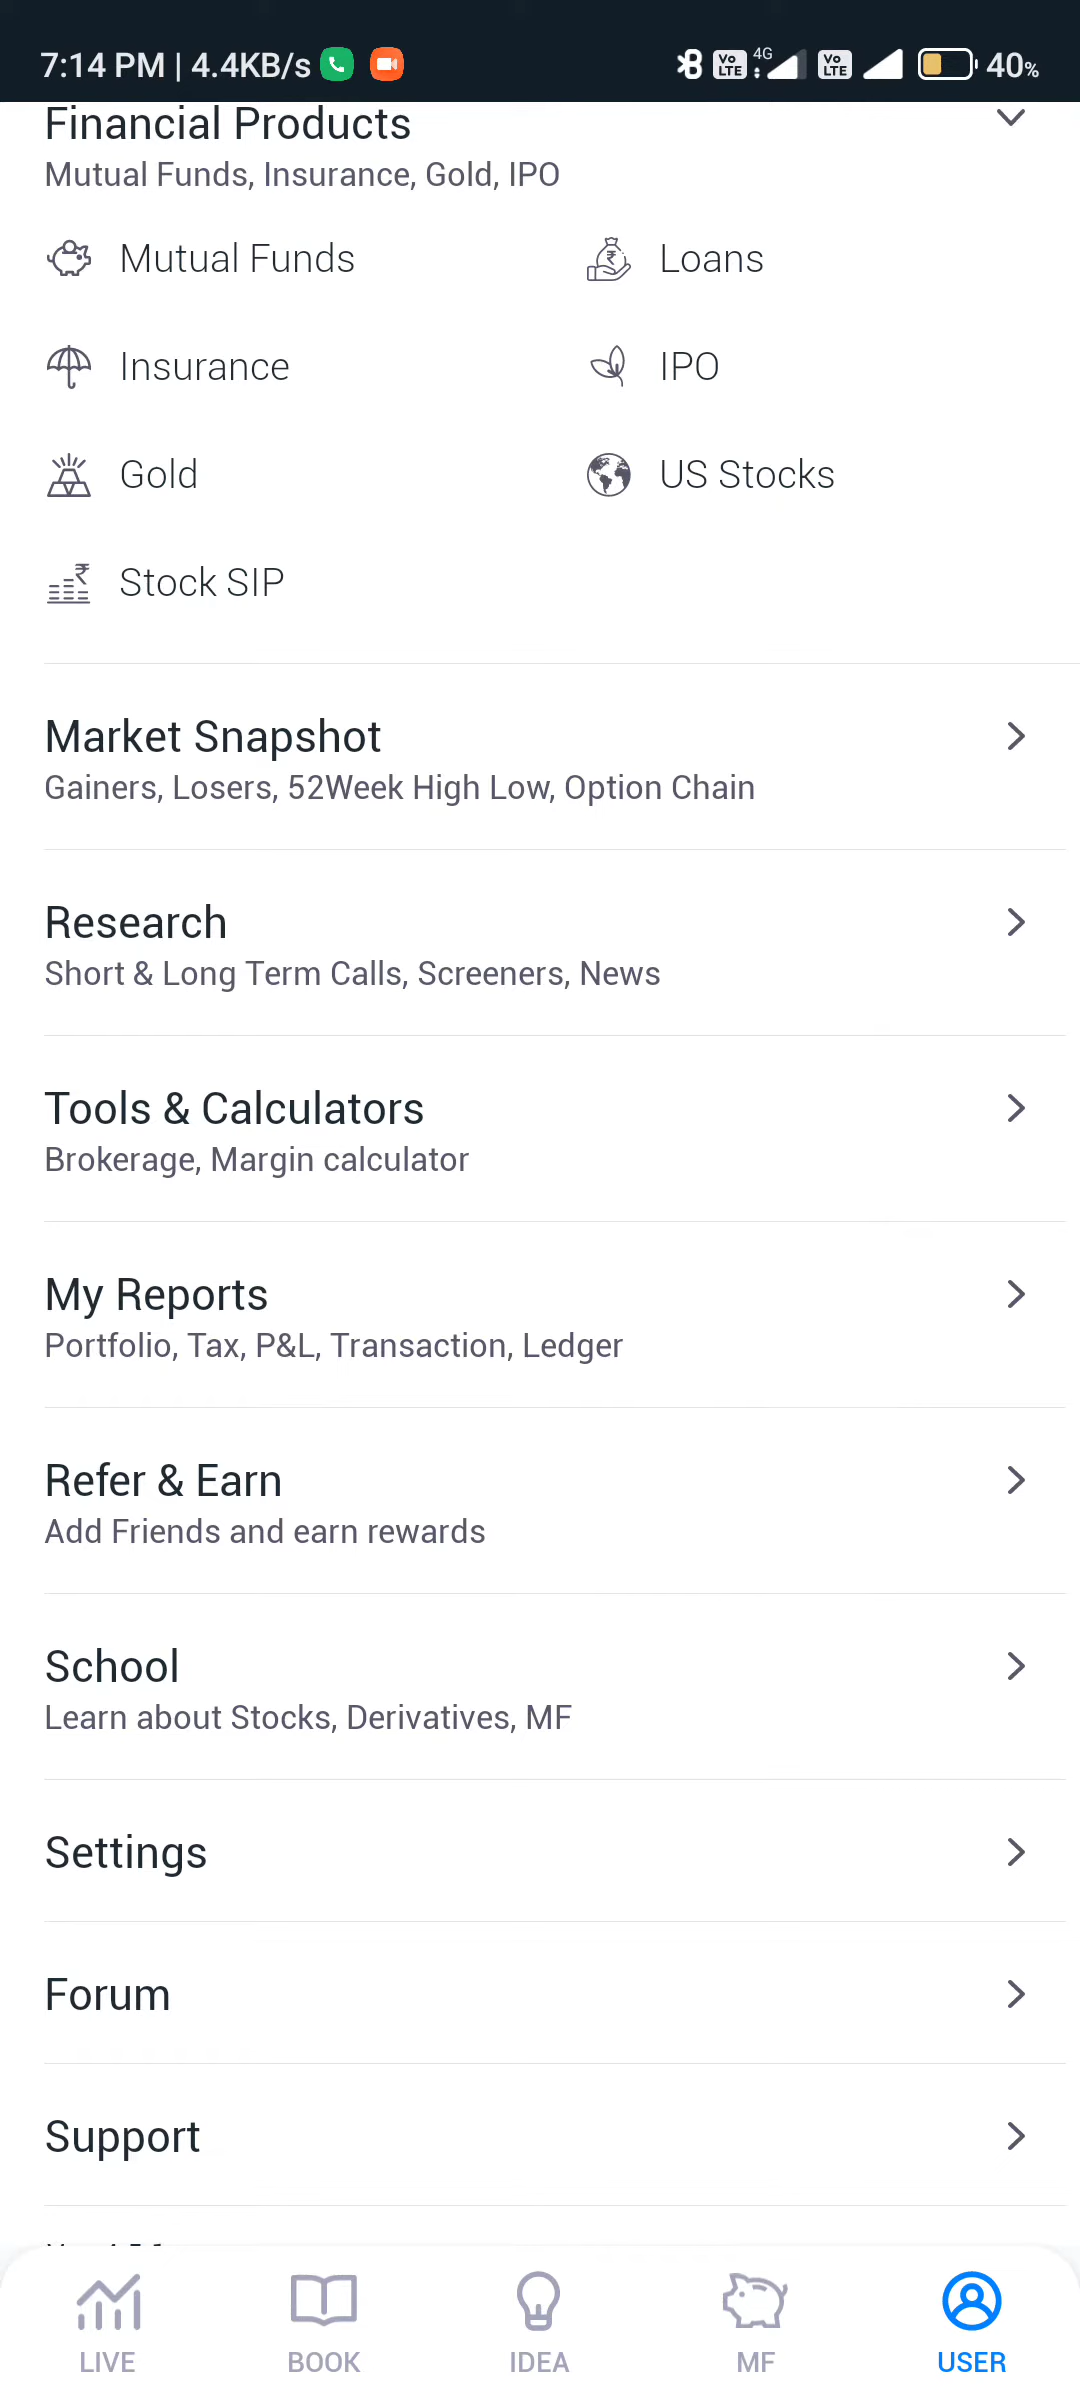 7:14 PM | 4.4KB/s 4G 40%
Financial Products
Mutual Funds, Insurance, Gold, IPO
Mutual Funds Loans
Insurance IPO
Gold US Stocks
Stock SIP
Market Snapshot
Gainers, Losers, 52Week High Low, Option Chain
Research
Short & Long Term Calls, Screeners, News
Tools & Calculators
Brokerage, Margin calculator
My Reports
Portfolio, Tax, P&L, Transaction, Ledger
Refer & Earn
Add Friends and earn rewards
School
Learn about Stocks, Derivatives, MF
Settings
Forum
Support
LIVE BOOK IDEA MF USER